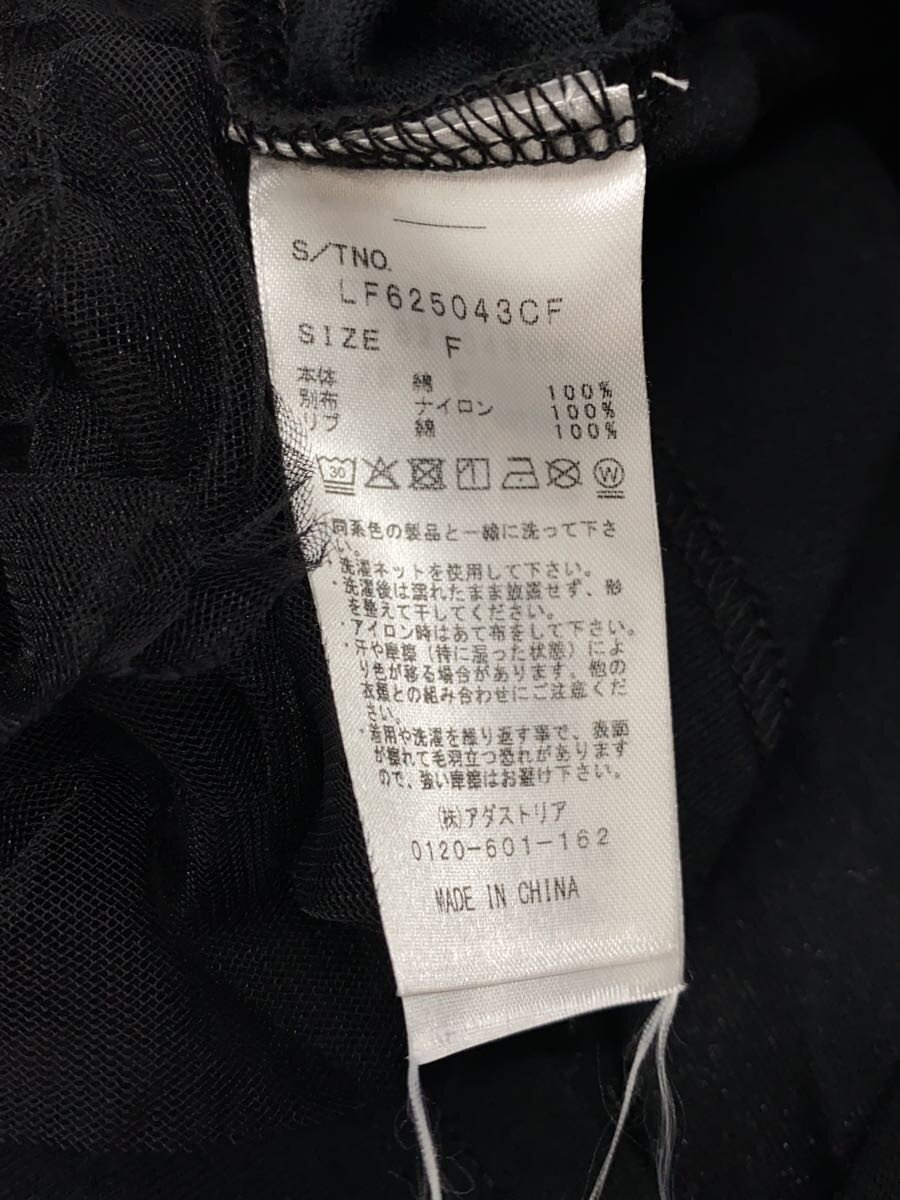 S/TNO.
LF625043CF
SIZE F
本体 綿 100%
別布 ナイロン 100%
リブ 綿 100%
30
W
・同系色の製品と一緒に洗って下さ
い。
・洗濯ネットを使用して下さい。
・洗濯後は濡れたまま放置せず、形
を整えて干してください。
・アイロン時はあて布をして下さい。
・汗や摩擦(特に湿った状態)によ
り色が移る場合があります。他の
衣類との組み合わせにご注意くだ
さい。
・着用や洗濯を繰り返す事で、表面
が擦れて毛羽立つ恐れがあります
ので、強い摩擦はお避け下さい。
(株)アダストリア
0120-601-162
MADE IN CHINA